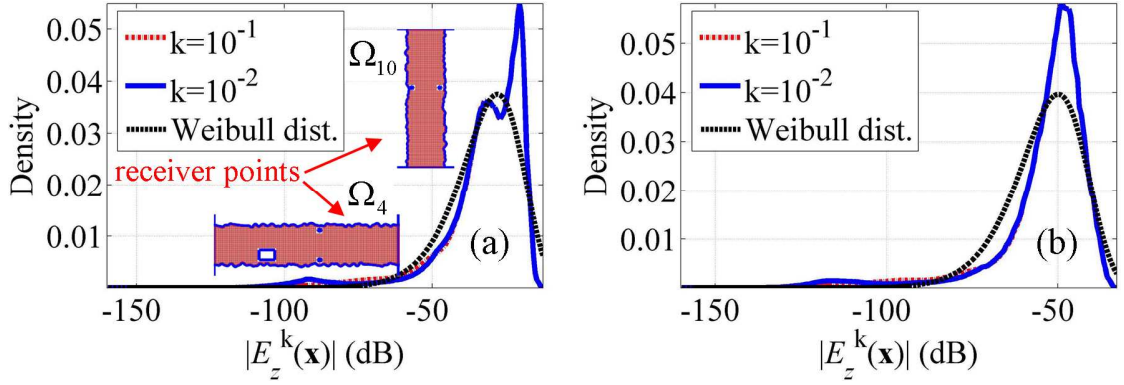 0.05
0.04
0.03
0.02
0.01
Density
k=10^-1
k=10^-2
Weibull dist.
Ω10
receiver points
Ω4
(a)
-150
-100
-50
|E_z^k(x)| (dB)
0.05
0.04
0.03
0.02
0.01
Density
k=10^-1
k=10^-2
Weibull dist.
(b)
-150
-100
-50
|E_z^k(x)| (dB)